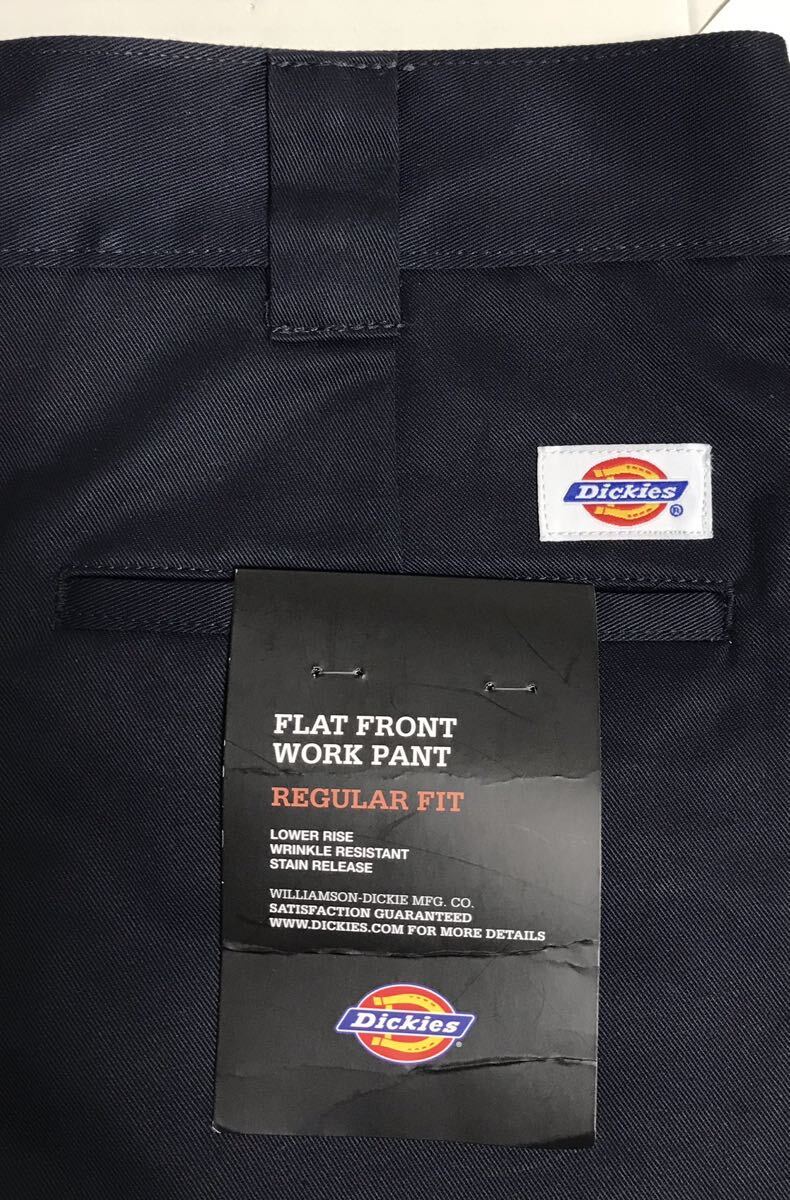 Dickies®
FLAT FRONT
WORK PANT
REGULAR FIT
LOWER RISE
WRINKLE RESISTANT
STAIN RELEASE
WILLIAMSON-DICKIE MFG. CO.
SATISFACTION GUARANTEED
WWW.DICKIES.COM FOR MORE DETAILS
Dickies®